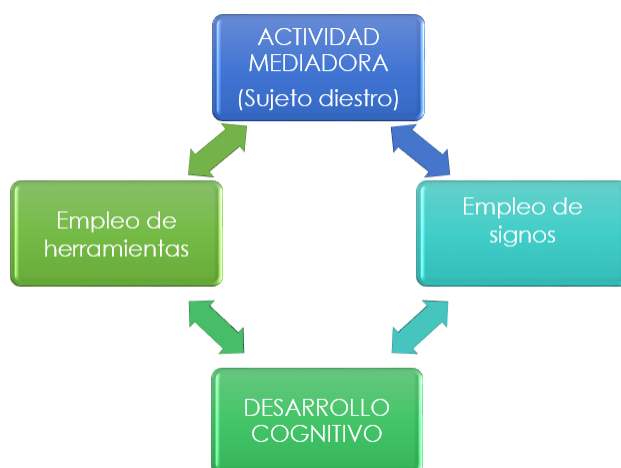 ACTIVIDAD
MEDIADORA
(Sujeto diestro)
Empleo de
herramientas
Empleo de
signos
DESARROLLO
COGNITIVO